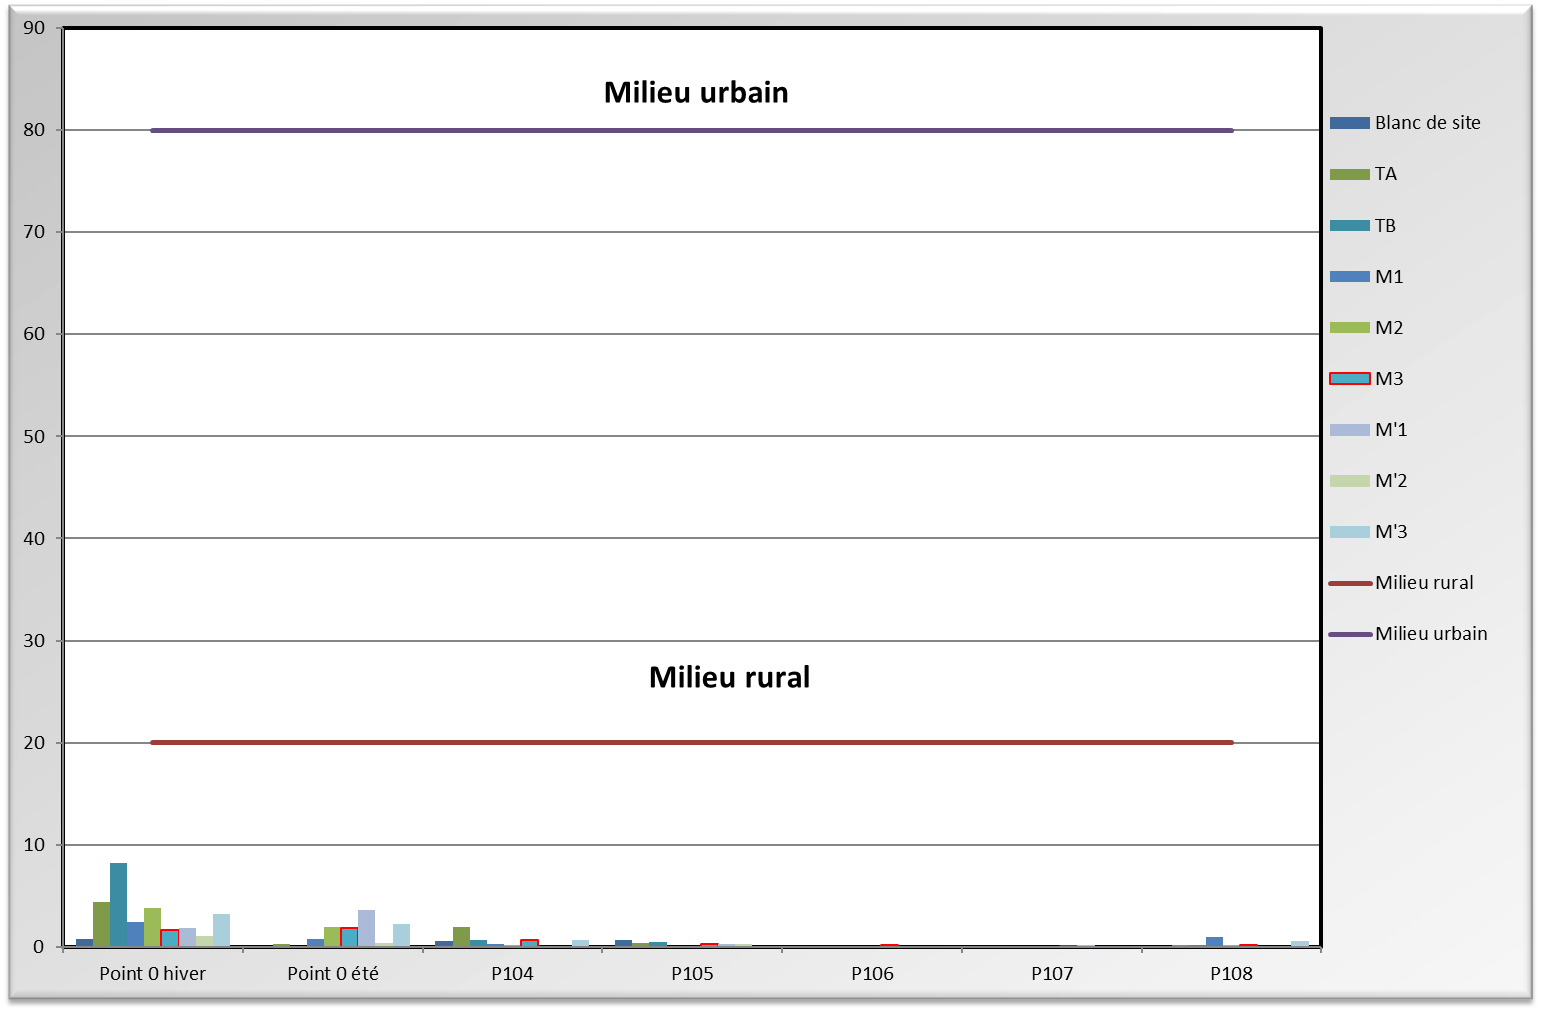 90
80
70
60
50
40
30
20
10
0
Milieu urbain
Milieu rural
Point 0 hiver
Point 0 été
P104
P105
P106
P107
P108
Blanc de site
TA
TB
M1
M2
M3
M'1
M'2
M'3
Milieu rural
Milieu urbain